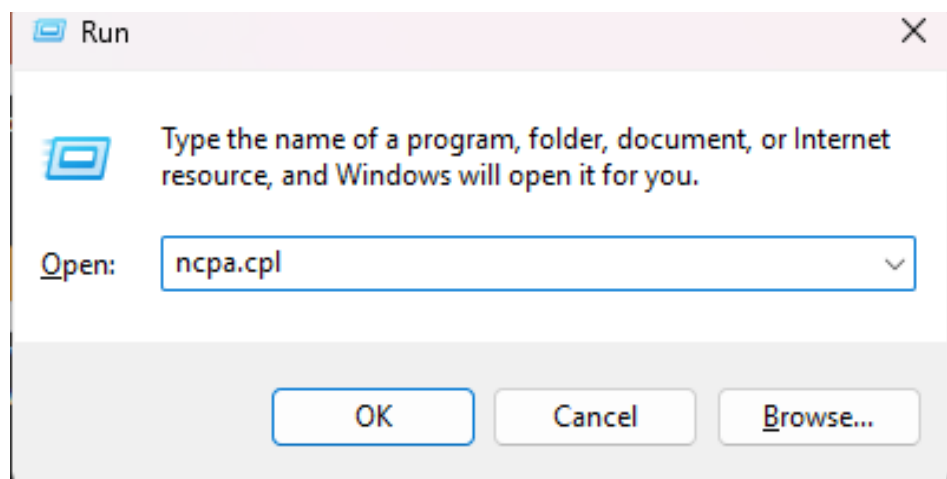 Run
Type the name of a program, folder, document, or Internet
resource, and Windows will open it for you.
Open: ncpa.cpl
OK Cancel Browse...